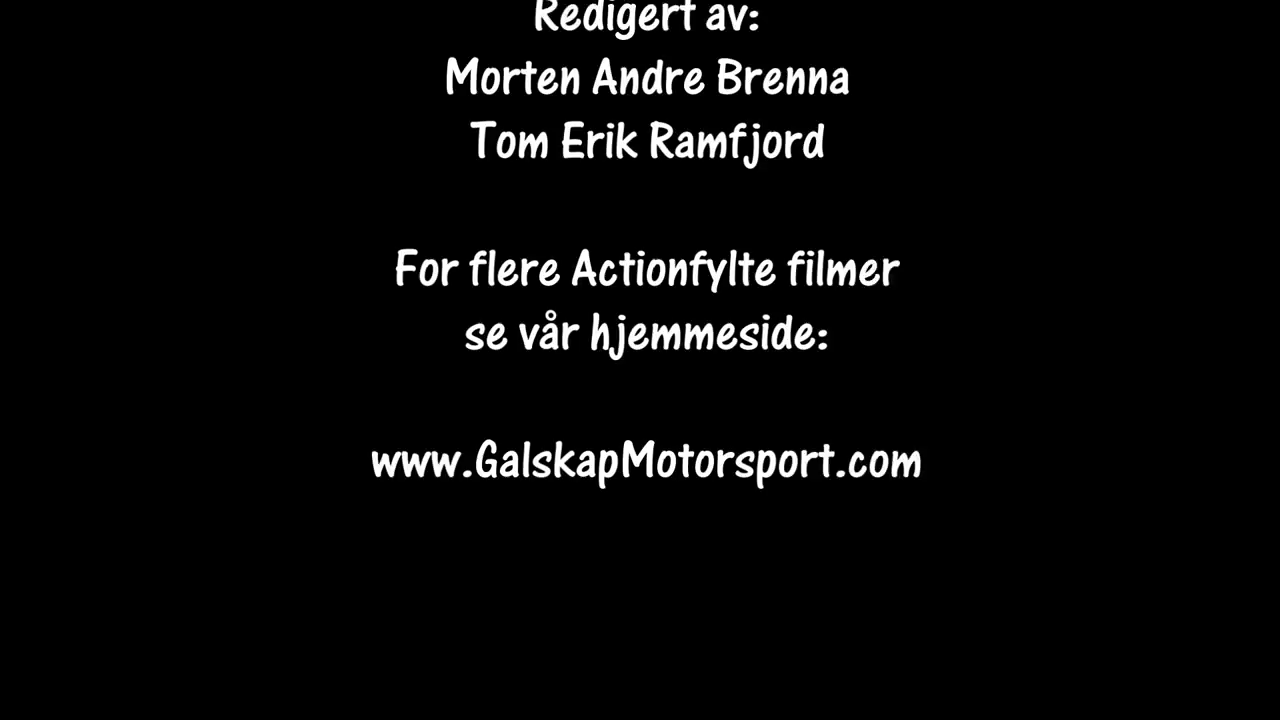 Redigert av:
Morten Andre Brenna
Tom Erik Ramfjord
For flere Actionfylte filmer
se vår hjemmeside:
www.GalskapMotorsport.com